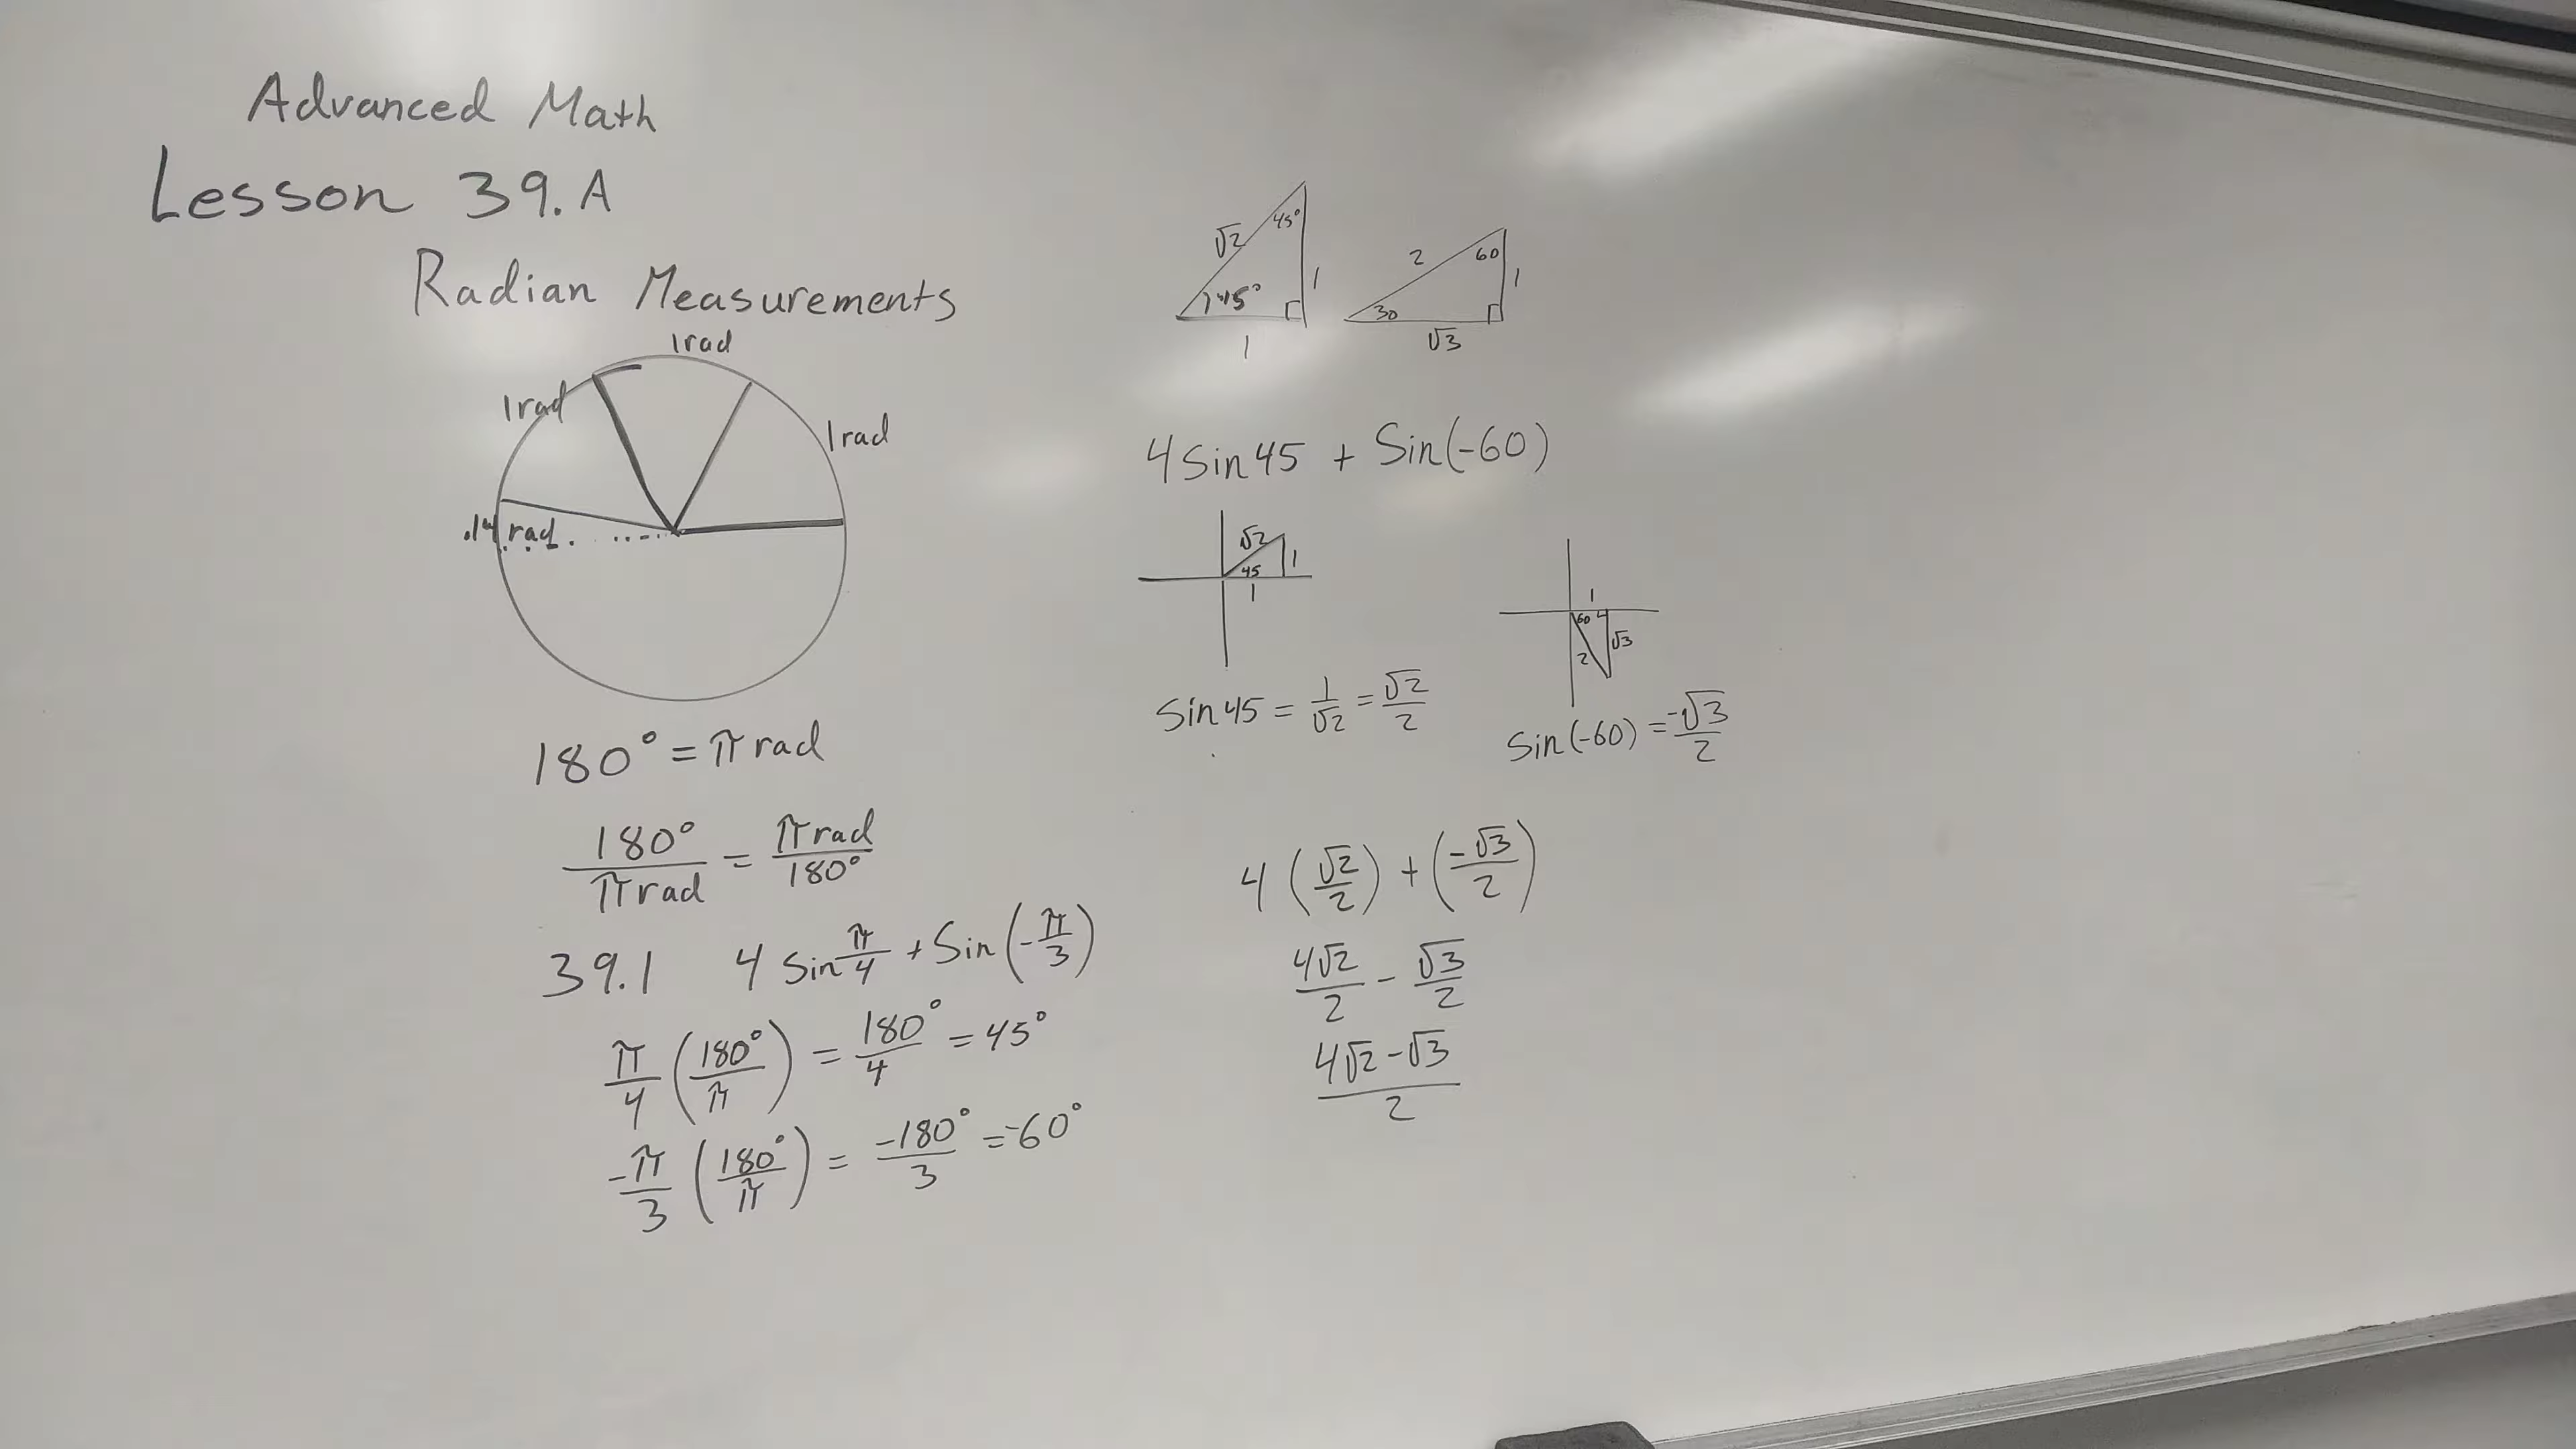 Advanced Math
Lesson 39.A
Radian Measurements
1 rad
1 rad
1 rad
.14 rad
180° = π rad
180°/π rad = π rad/180°
39.1 4 Sin π/4 + Sin (-π/3)
π/4 (180°/π) = 180°/4 = 45°
-π/3 (180°/π) = -180°/3 = -60°
√2 45° 1 45° 1
2 60 1 30 √3
4 Sin 45 + Sin(-60)
√2 1 45 1
1 60 √3 2
Sin 45 = 1/√2 = √2/2
Sin(-60) = -√3/2
4 (√2/2) + (-√3/2)
4√2/2 - √3/2
4√2-√3/2